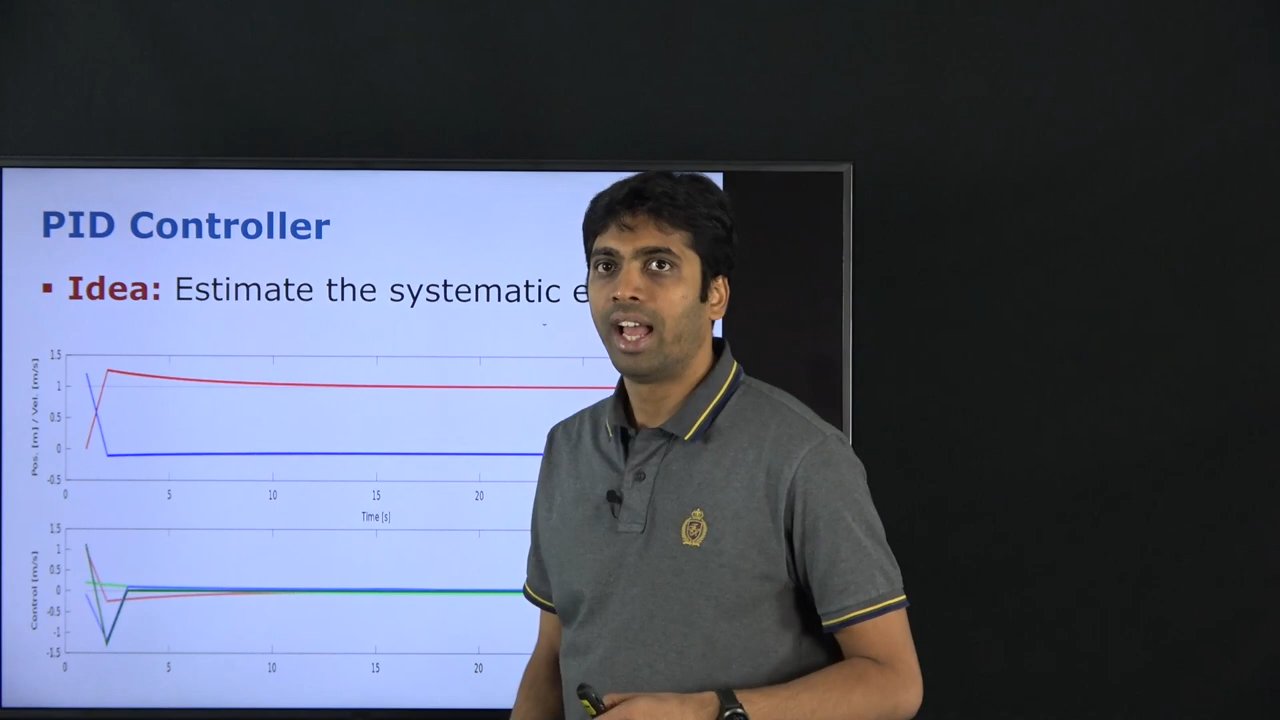 PID Controller
▪ Idea: Estimate the systematic e
1.5
1
0.5
0
-0.5
Pos. [m] / Vel. [m/s]
0 5 10 15 20
Time [s]
1.5
1
0.5
0
-0.5
-1
-1.5
Control [m/s]
0 5 10 15 20